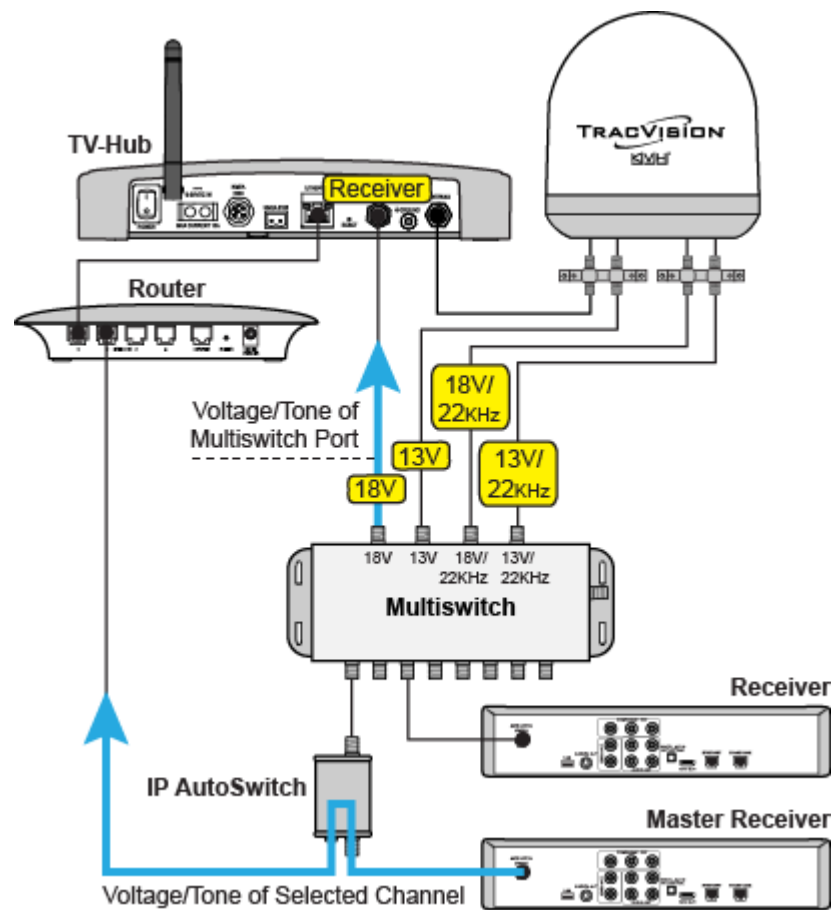 TV-Hub
TRACVISION
KVH
Receiver
POWER
Router
Voltage/Tone of
Multiswitch Port
18V/
22KHz
13V
13V/
22KHz
18V
18V
13V
18V/
22KHz
13V/
22KHz
Multiswitch
Receiver
IP AutoSwitch
Master Receiver
Voltage/Tone of Selected Channel